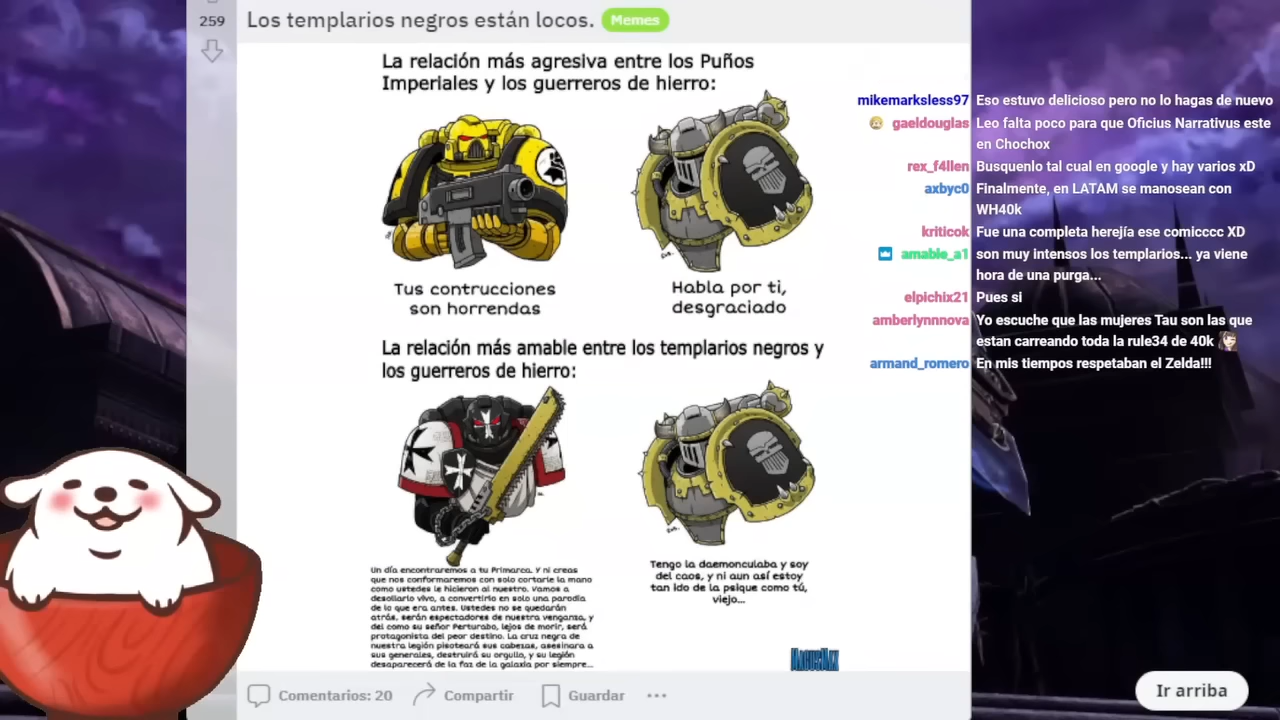 259
Los templarios negros están locos.
Memes
La relación más agresiva entre los Puños
Imperiales y los guerreros de hierro:
Tus contrucciones
son horrendas
Habla por ti,
desgraciado
La relación más amable entre los templarios negros y
los guerreros de hierro:
Un día encontraremos a tu Primarca. Y ni creas
que nos conformaremos con solo cortarle la mano
como ustedes le hicieron al nuestro. Vamos a
desollarlo vivo, a convertirlo en solo una parodia
de lo que era antes. Ustedes no se quedarán
atrás, serán espectadores de nuestra venganza, y
del como su señor Perturabo, lejos de morir, será
protagonista del peor destino. La cruz negra de
nuestra legión pisoteará sus cabezas, asesinara a
sus generales, destruirá su orgullo, y su legión
desaparecerá de la faz de la galaxia por siempre...
Tengo la daemonculaba y soy
del caos, y ni aun así estoy
tan ido de la psique como tú,
viejo...
Comentarios: 20
Compartir
Guardar
mikemarksless97 Eso estuvo delicioso pero no lo hagas de nuevo
gaeldouglas Leo falta poco para que Oficius Narrativus este
en Chochox
rex_f4llen Busquenlo tal cual en google y hay varios xD
axbyc0 Finalmente, en LATAM se manosean con
WH40k
kriticok Fue una completa herejía ese comicccc XD
amable_a1 son muy intensos los templarios... ya viene
hora de una purga...
elpichix21 Pues si
amberlynnnova Yo escuche que las mujeres Tau son las que
estan carreando toda la rule34 de 40k
armand_romero En mis tiempos respetaban el Zelda!!!
Ir arriba